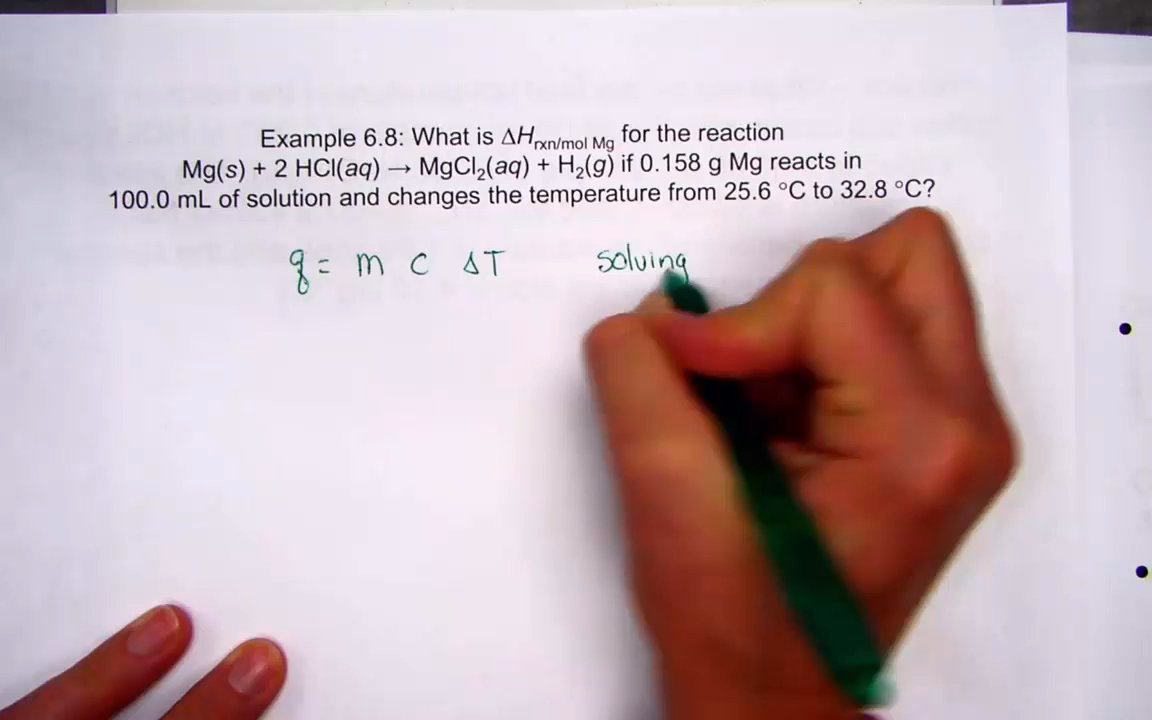 Example 6.8: What is ΔHrxn/mol Mg for the reaction
Mg(s) + 2 HCl(aq) → MgCl₂(aq) + H₂(g) if 0.158 g Mg reacts in
100.0 mL of solution and changes the temperature from 25.6 °C to 32.8 °C?
q = m c ΔT solving